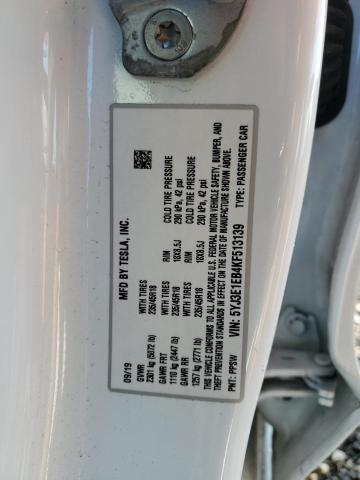 MFD BY TESLA, INC.
09/19
GVWR
2301 kg (5072 lb)
GAWR FRT WITH TIRES RIM COLD TIRE PRESSURE
1110 kg (2447 lb) 235/45R18 18X8.5J 290 kPa, 42 psi
GAWR RR WITH TIRES RIM COLD TIRE PRESSURE
1257 kg (2771 lb) 235/45R18 18X8.5J 290 kPa, 42 psi
THIS VEHICLE CONFORMS TO ALL APPLICABLE U.S. FEDERAL MOTOR VEHICLE SAFETY, BUMPER, AND
THEFT PREVENTION STANDARDS IN EFFECT ON THE DATE OF MANUFACTURE SHOWN ABOVE.
VIN: 5YJ3E1EB4KF513139 TYPE: PASSENGER CAR
PNT: PPSW